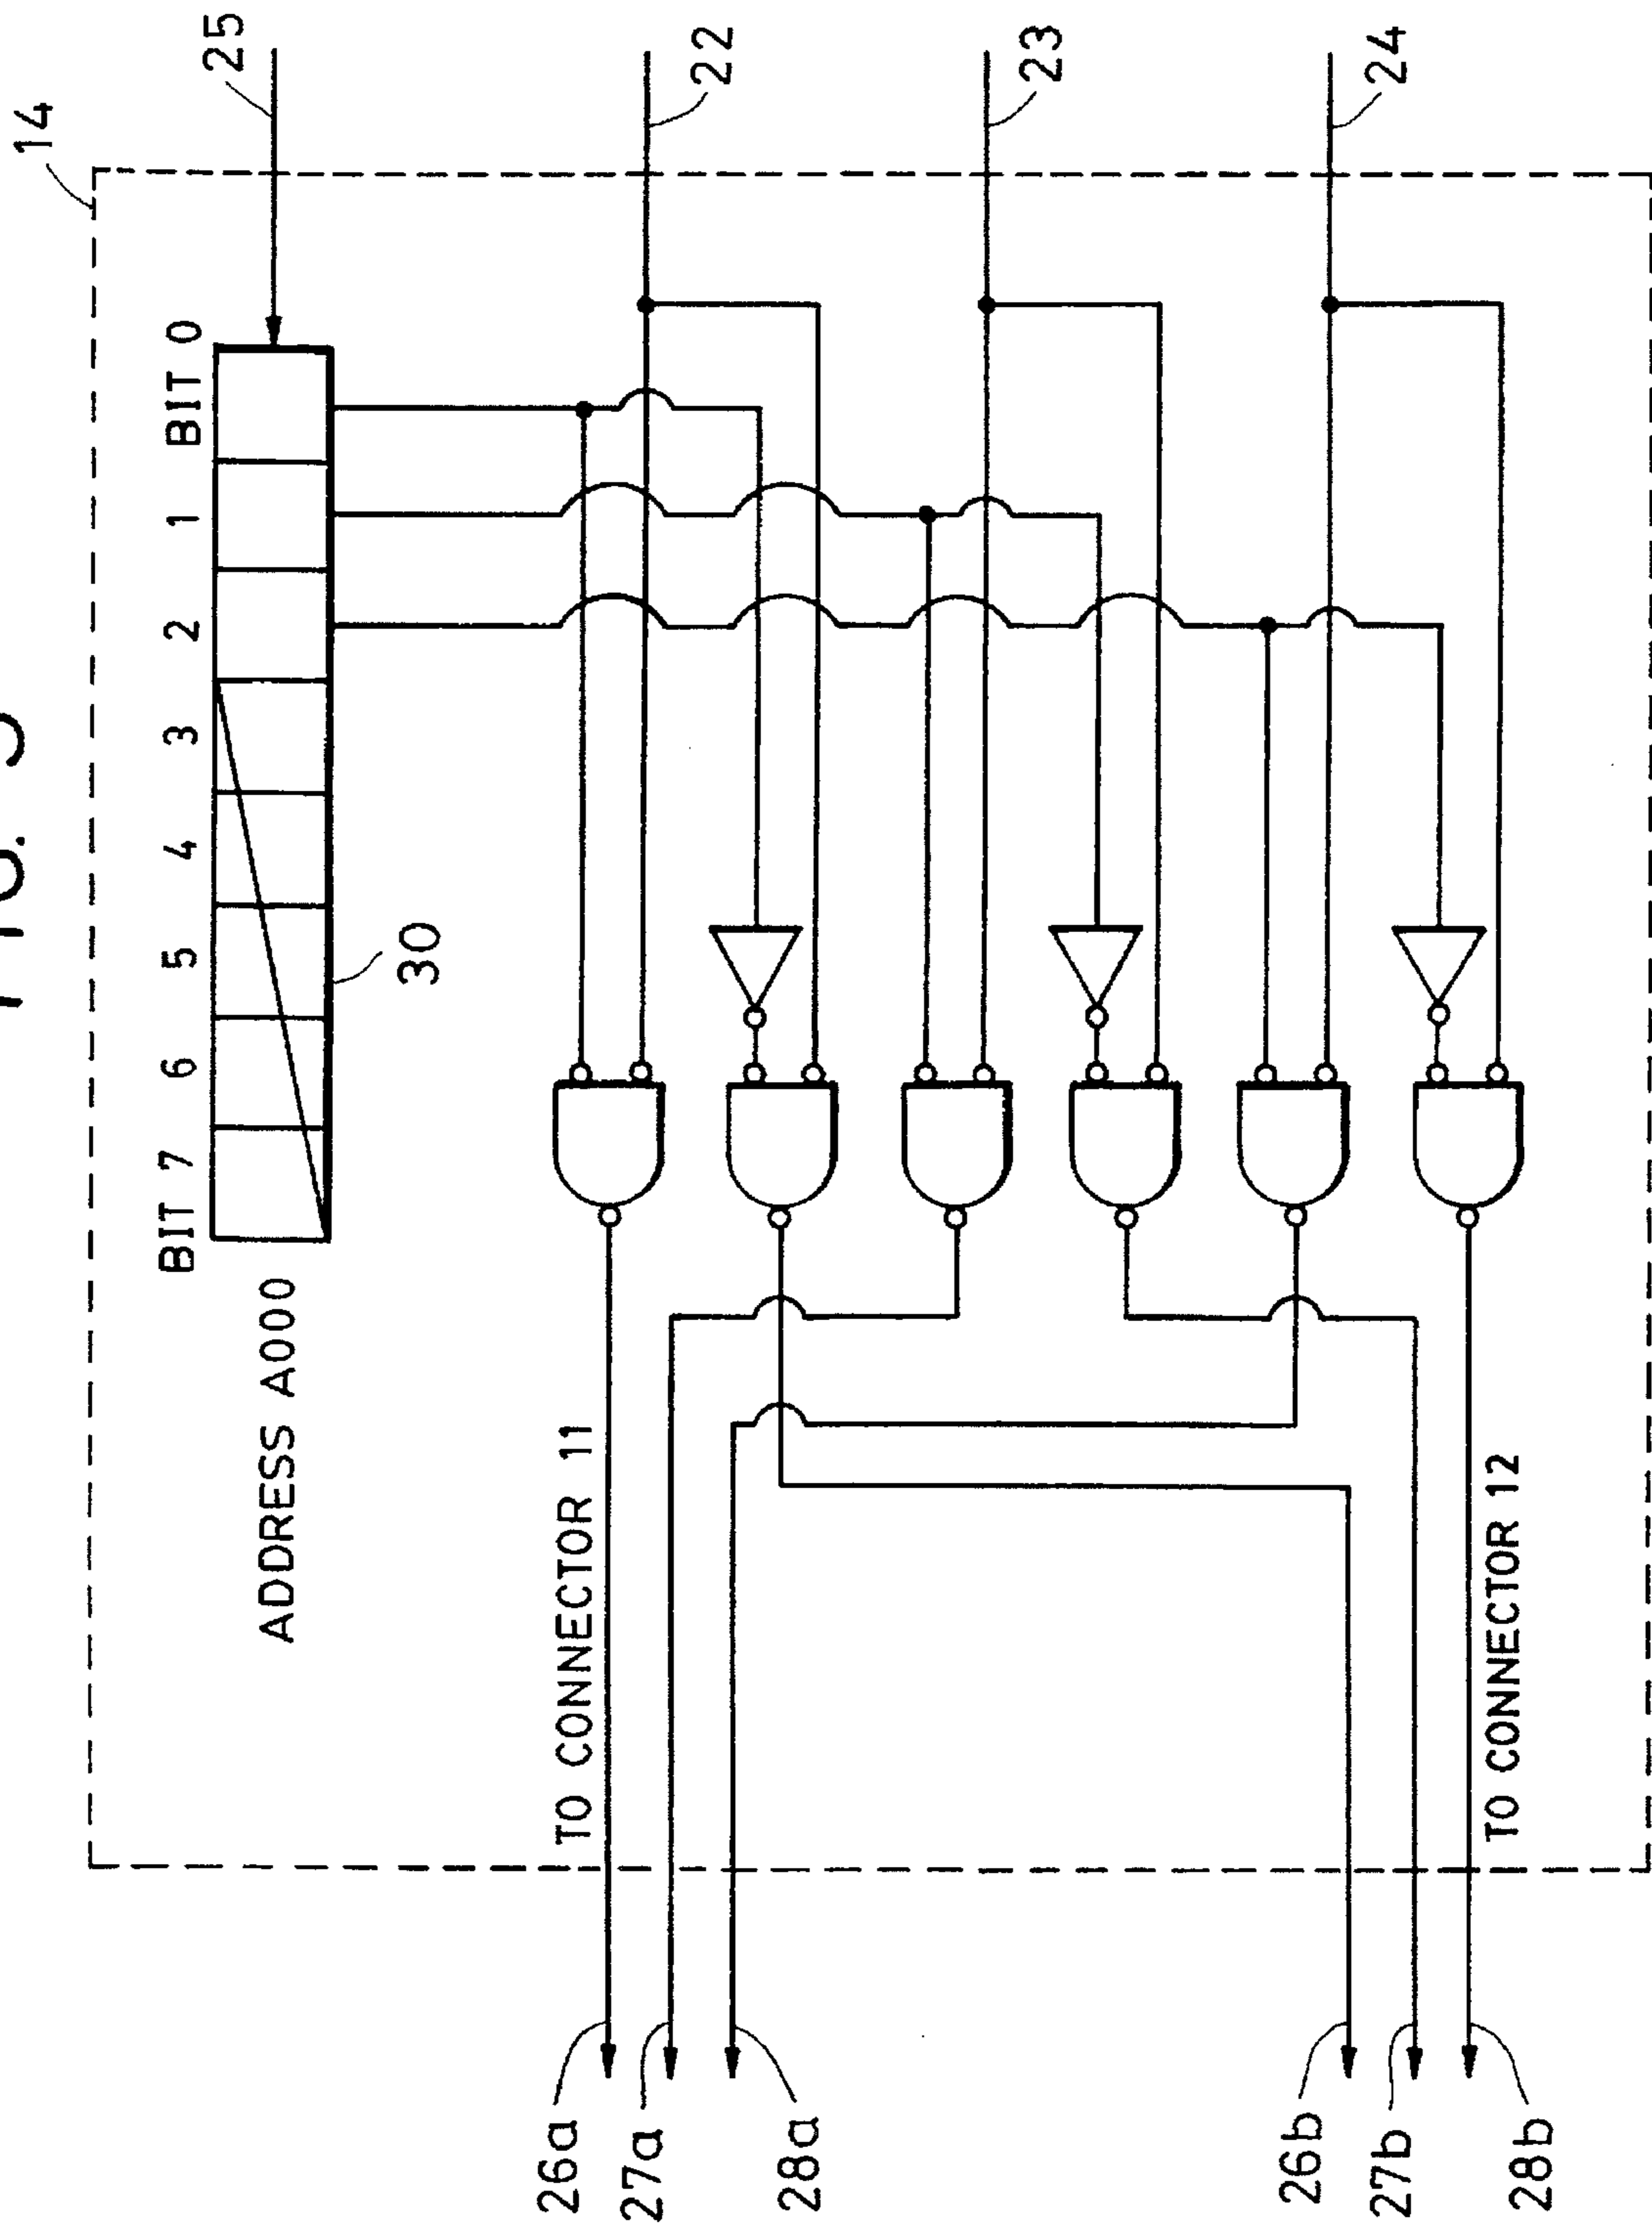 14
25
BIT 7 6 5 4 3 2 1 BIT 0
ADDRESS A000
30
22
23
24
TO CONNECTOR 11
TO CONNECTOR 12
26a
27a
28a
26b
27b
28b